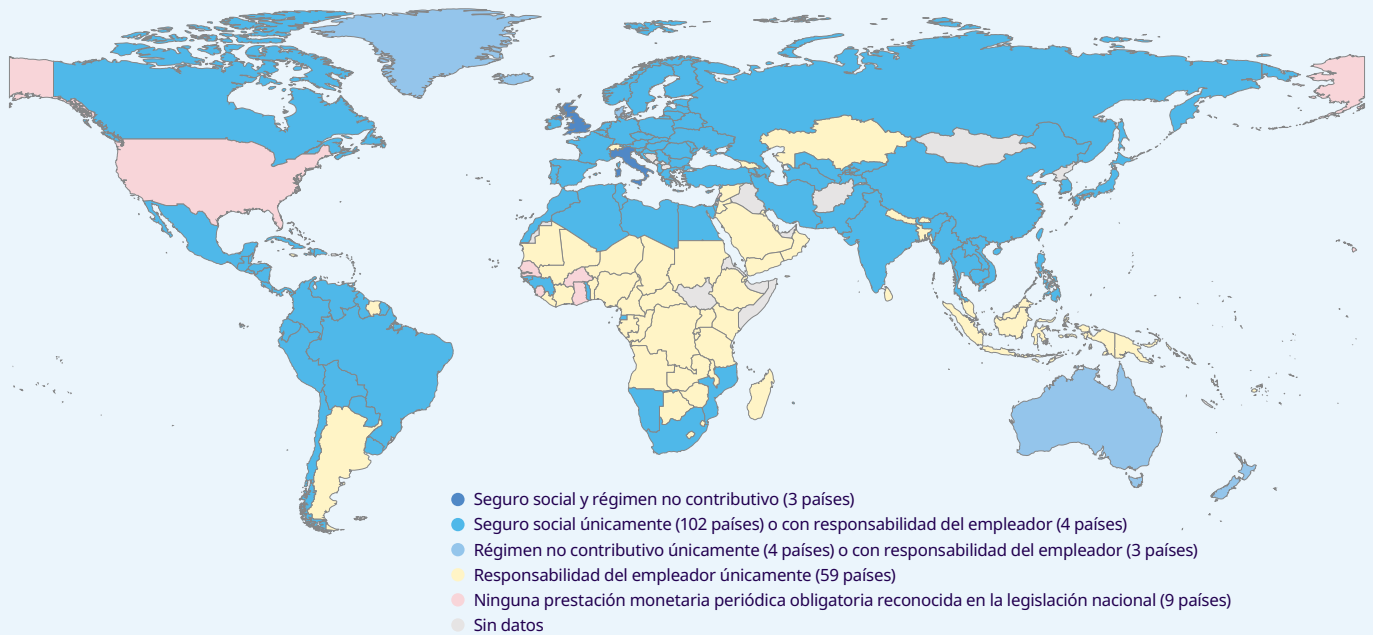 Seguro social y régimen no contributivo (3 países)
Seguro social únicamente (102 países) o con responsabilidad del empleador (4 países)
Régimen no contributivo únicamente (4 países) o con responsabilidad del empleador (3 países)
Responsabilidad del empleador únicamente (59 países)
Ninguna prestación monetaria periódica obligatoria reconocida en la legislación nacional (9 países)
Sin datos